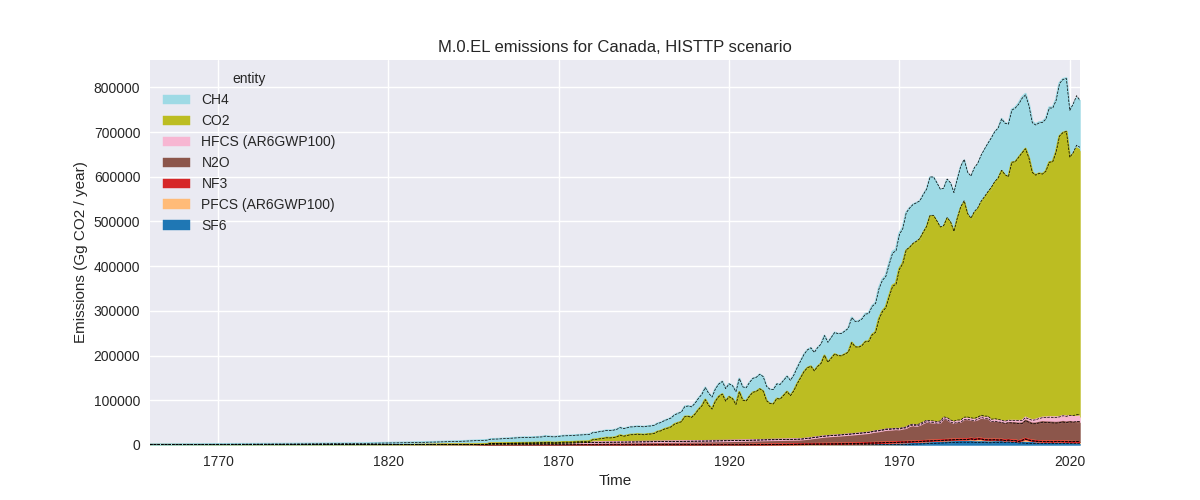 M.0.EL emissions for Canada, HISTTP scenario
Emissions (Gg CO2 / year)
800000
700000
600000
500000
400000
300000
200000
100000
0
entity
CH4
CO2
HFCS (AR6GWP100)
N2O
NF3
PFCS (AR6GWP100)
SF6
1770
1820
1870
1920
1970
2020
Time